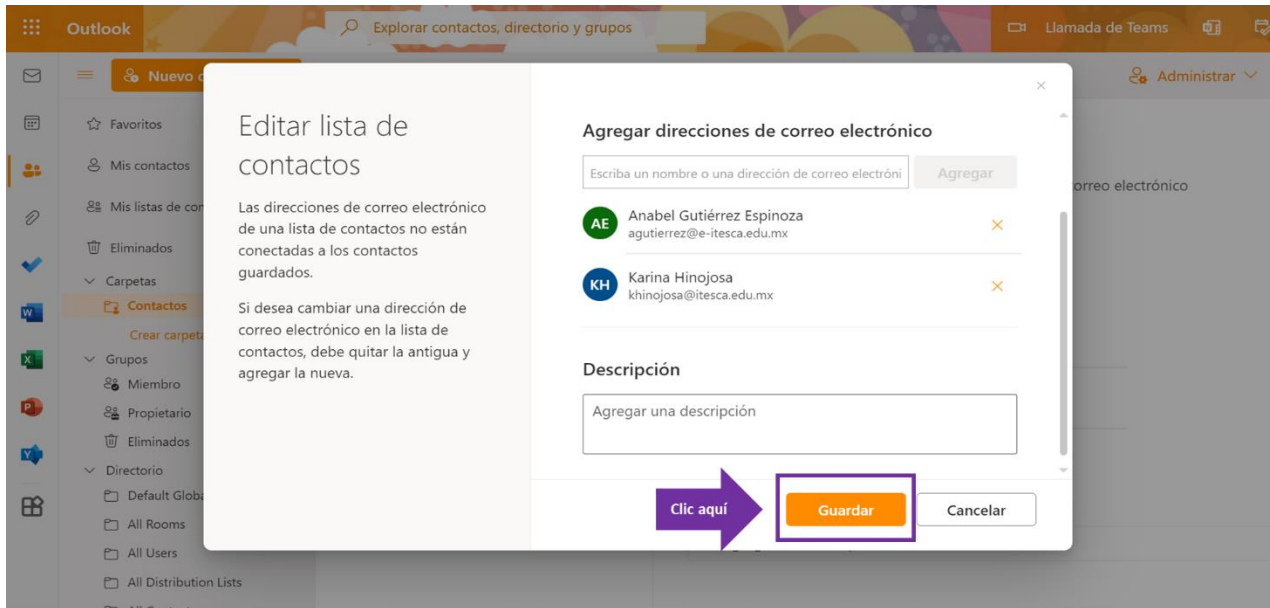 Outlook
Explorar contactos, directorio y grupos
Llamada de Teams
Nuevo
Administrar
Favoritos
Mis contactos
Mis listas de con
Eliminados
Carpetas
Contactos
Crear carpeta
Grupos
Miembro
Propietario
Eliminados
Directorio
Default Globa
All Rooms
All Users
All Distribution Lists
Editar lista de
contactos
Las direcciones de correo electrónico
de una lista de contactos no están
conectadas a los contactos
guardados.
Si desea cambiar una dirección de
correo electrónico en la lista de
contactos, debe quitar la antigua y
agregar la nueva.
Agregar direcciones de correo electrónico
Escriba un nombre o una dirección de correo electróni
Agregar
AE
Anabel Gutiérrez Espinoza
agutierrez@e-itesca.edu.mx
KH
Karina Hinojosa
khinojosa@itesca.edu.mx
Descripción
Agregar una descripción
Clic aquí
Guardar
Cancelar
orreo electrónico